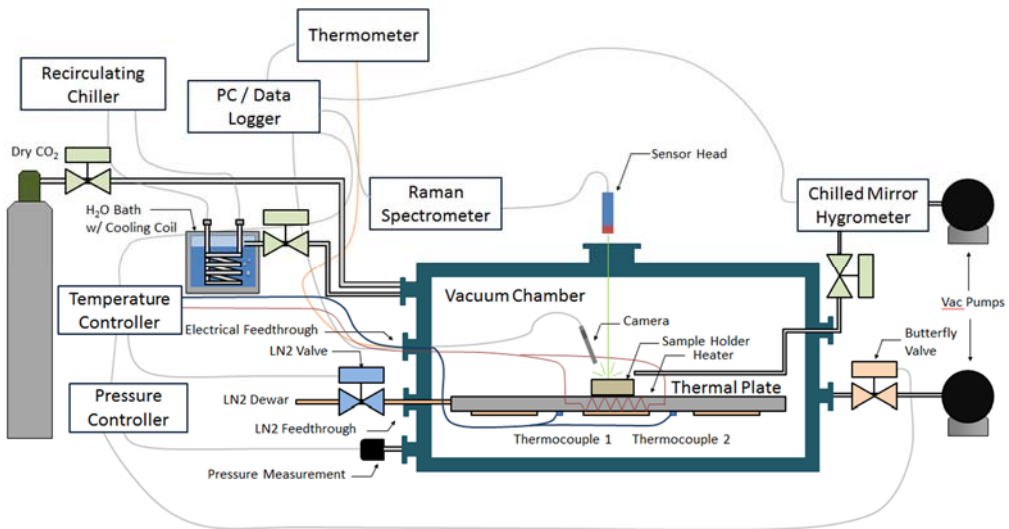 Thermometer
Recirculating
Chiller
PC / Data
Logger
Dry CO₂
Sensor Head
Raman
Spectrometer
Chilled Mirror
Hygrometer
H₂O Bath
w/ Cooling Coil
Vacuum Chamber
Temperature
Controller
Electrical Feedthrough
Camera
Vac Pumps
Sample Holder
Heater
Butterfly
Valve
LN2 Valve
Thermal Plate
Pressure
Controller
LN2 Dewar
LN2 Feedthrough
Thermocouple 1
Thermocouple 2
Pressure Measurement